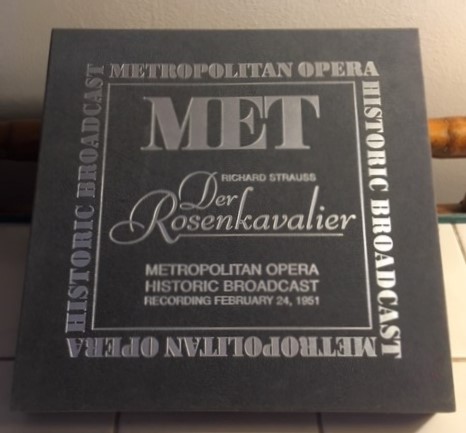 METROPOLITAN OPERA
HISTORIC BROADCAST
HISTORIC BROADCAST
MET
RICHARD STRAUSS
Der
Rosenkavalier
METROPOLITAN OPERA
HISTORIC BROADCAST
RECORDING FEBRUARY 24, 1951
METROPOLITAN OPERA